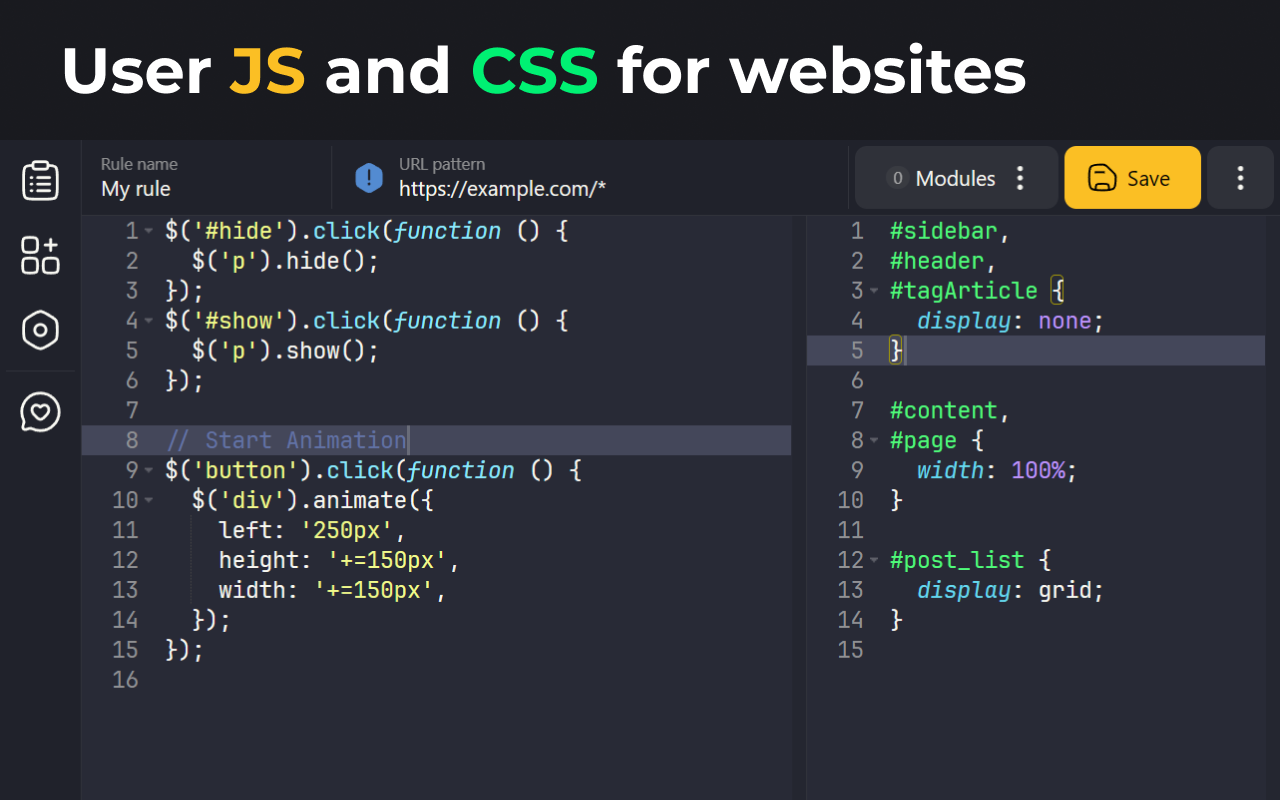 User JS and CSS for websites
Rule name
My rule
URL pattern
https://example.com/*
0 Modules
Save
1 $('#hide').click(function () {
2   $('p').hide();
3 });
4 $('#show').click(function () {
5   $('p').show();
6 });
7
8 // Start Animation
9 $('button').click(function () {
10   $('div').animate({
11     left: '250px',
12     height: '+=150px',
13     width: '+=150px',
14   });
15 });
16
1 #sidebar,
2 #header,
3 #tagArticle {
4   display: none;
5 }
6
7 #content,
8 #page {
9   width: 100%;
10 }
11
12 #post_list {
13   display: grid;
14 }
15